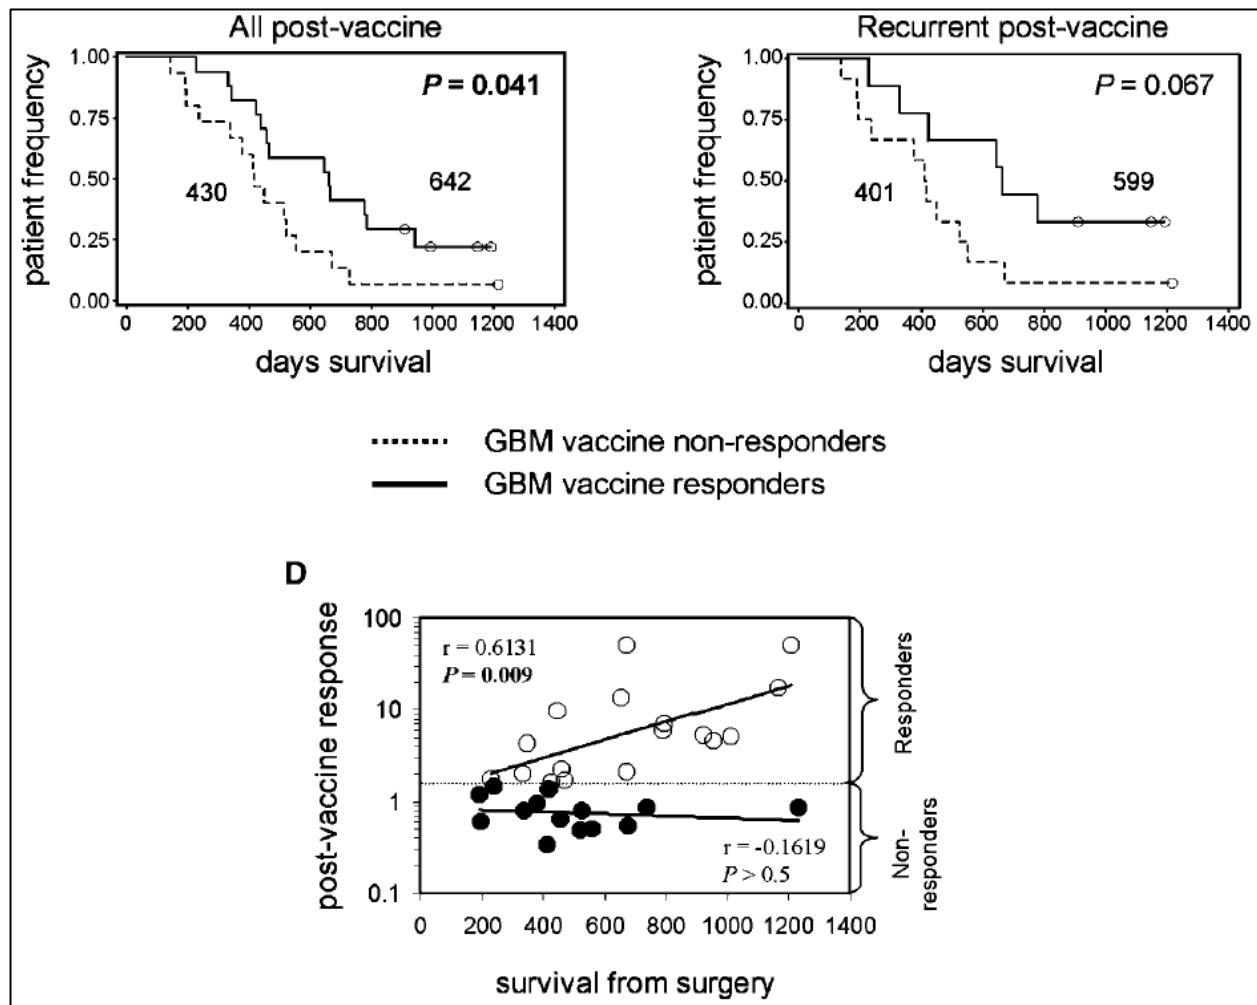 All post-vaccine
patient frequency
1.00
0.75
0.50
0.25
0.00
P = 0.041
430
642
0 200 400 600 800 1000 1200 1400
days survival
Recurrent post-vaccine
patient frequency
1.00
0.75
0.50
0.25
0.00
P = 0.067
401
599
0 200 400 600 800 1000 1200 1400
days survival
GBM vaccine non-responders
GBM vaccine responders
D
post-vaccine response
100
10
1
0.1
r = 0.6131
P = 0.009
r = -0.1619
P > 0.5
Responders
Non-
responders
0 200 400 600 800 1000 1200 1400
survival from surgery